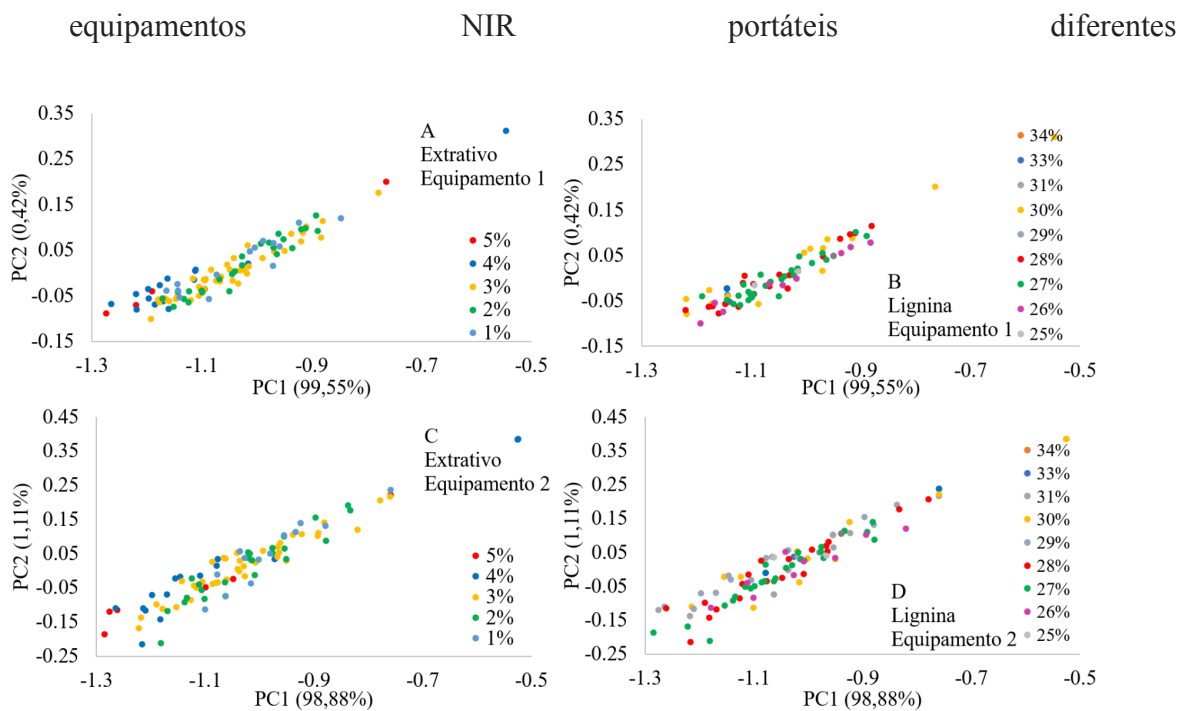 equipamentos NIR portáteis diferentes
0.35
0.25
0.15
0.05
-0.05
-0.15
PC2 (0,42%)
A
Extrativo
Equipamento 1
5%
4%
3%
2%
1%
-1.3 -1.1 -0.9 -0.7 -0.5
PC1 (99,55%)
0.35
0.25
0.15
0.05
-0.05
-0.15
PC2 (0,42%)
34%
33%
31%
30%
29%
28%
27%
26%
25%
B
Lignina
Equipamento 1
-1.3 -1.1 -0.9 -0.7 -0.5
PC1 (99,55%)
0.45
0.35
0.25
0.15
0.05
-0.05
-0.15
-0.25
PC2 (1,11%)
C
Extrativo
Equipamento 2
5%
4%
3%
2%
1%
-1.3 -1.1 -0.9 -0.7 -0.5
PC1 (98,88%)
0.45
0.35
0.25
0.15
0.05
-0.05
-0.15
-0.25
PC2 (1,11%)
34%
33%
31%
30%
29%
28%
27%
26%
25%
D
Lignina
Equipamento 2
-1.3 -1.1 -0.9 -0.7 -0.5
PC1 (98,88%)